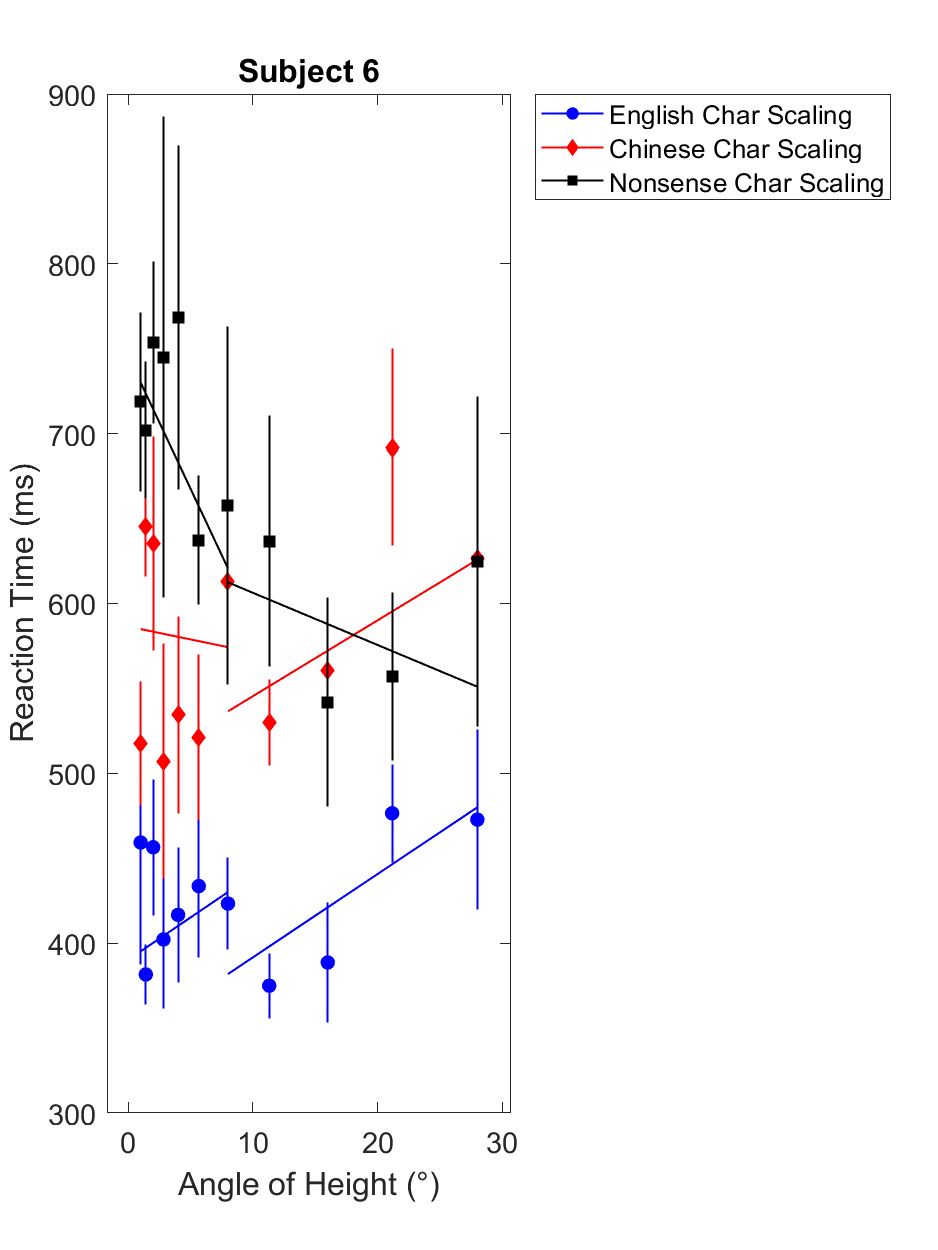 Subject 6
English Char Scaling
Chinese Char Scaling
Nonsense Char Scaling
900
800
700
600
500
400
300
Reaction Time (ms)
0 10 20 30
Angle of Height (°)